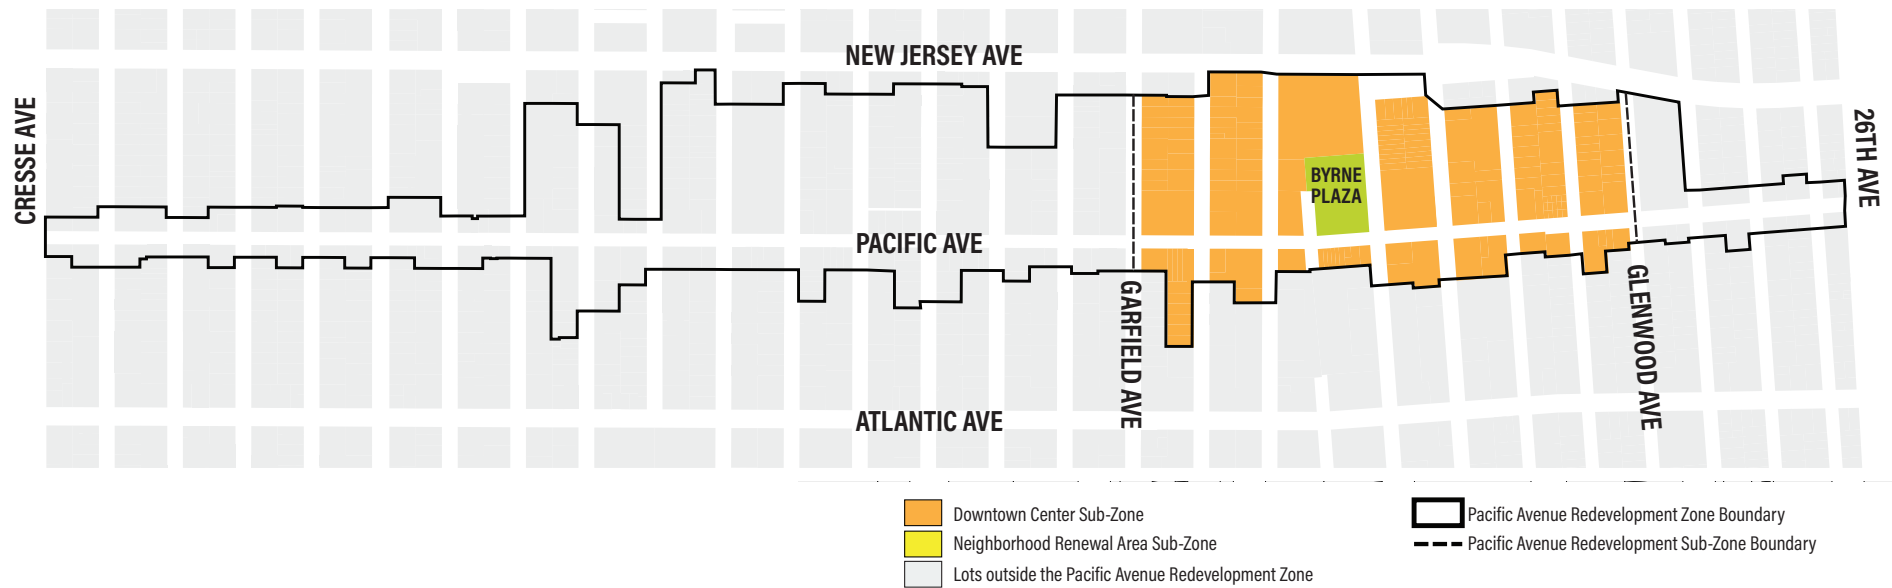 NEW JERSEY AVE
CRESSE AVE
26TH AVE
BYRNE
PLAZA
PACIFIC AVE
GARFIELD AVE
GLENWOOD AVE
ATLANTIC AVE
Downtown Center Sub-Zone
Neighborhood Renewal Area Sub-Zone
Lots outside the Pacific Avenue Redevelopment Zone
Pacific Avenue Redevelopment Zone Boundary
Pacific Avenue Redevelopment Sub-Zone Boundary